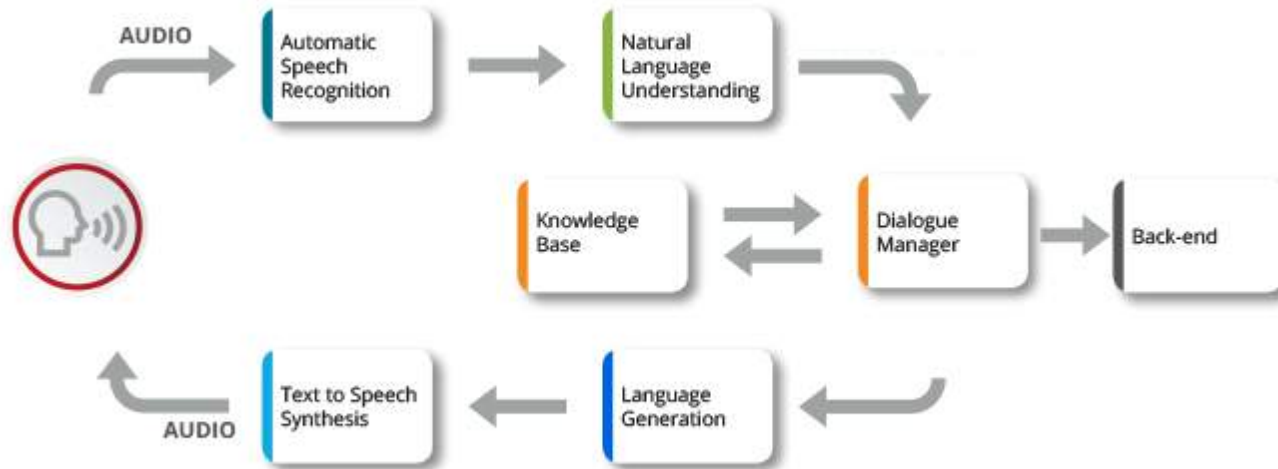 AUDIO
Automatic
Speech
Recognition
Natural
Language
Understanding
Knowledge
Base
Dialogue
Manager
Back-end
Text to Speech
Synthesis
Language
Generation
AUDIO